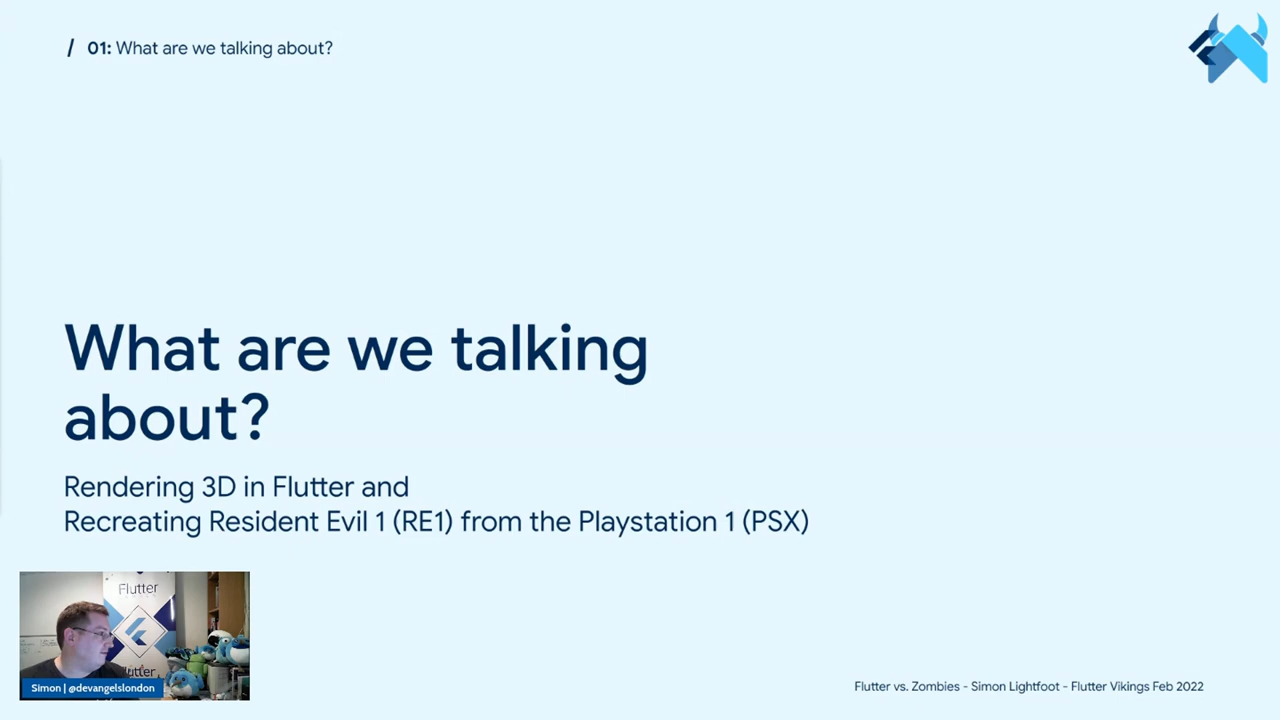 / 01: What are we talking about?
What are we talking
about?
Rendering 3D in Flutter and
Recreating Resident Evil 1 (RE1) from the Playstation 1 (PSX)
Flutter
Flutter
Simon | @devangelslondon
Flutter vs. Zombies - Simon Lightfoot - Flutter Vikings Feb 2022